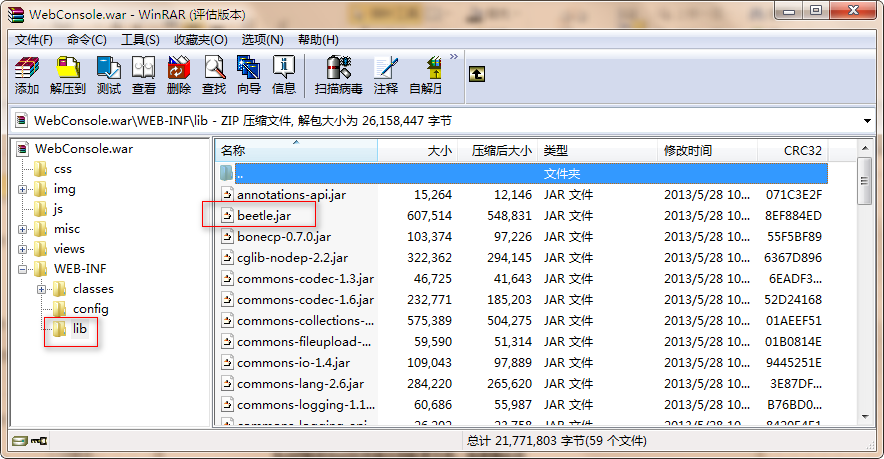 WebConsole.war - WinRAR (评估版本)
文件(F) 命令(C) 工具(S) 收藏夹(O) 选项(N) 帮助(H)
添加 解压到 测试 查看 删除 查找 向导 信息 扫描病毒 注释 自解压
WebConsole.war\WEB-INF\lib - ZIP 压缩文件, 解包大小为 26,158,447 字节
WebConsole.war
css
img
js
misc
views
WEB-INF
classes
config
lib
名称 大小 压缩后大小 类型 修改时间 CRC32
.. 文件夹
annotations-api.jar 15,264 12,146 JAR 文件 2013/5/28 10... 071C3E2F
beetle.jar 607,514 548,831 JAR 文件 2013/5/28 10... 8EF884ED
bonecp-0.7.0.jar 103,374 97,226 JAR 文件 2013/5/28 10... 55F5BF89
cglib-nodep-2.2.jar 322,362 294,145 JAR 文件 2013/5/28 10... 6367D896
commons-codec-1.3.jar 46,725 41,643 JAR 文件 2013/5/28 10... 6EADF3...
commons-codec-1.6.jar 232,771 185,203 JAR 文件 2013/5/28 10... 52D24168
commons-collections-... 575,389 504,275 JAR 文件 2013/5/28 10... 01AEEF51
commons-fileupload-... 59,590 51,314 JAR 文件 2013/5/28 10... 01B0814E
commons-io-1.4.jar 109,043 97,889 JAR 文件 2013/5/28 10... 9445251E
commons-lang-2.6.jar 284,220 265,620 JAR 文件 2013/5/28 10... 3E87DF...
commons-logging-1.1... 60,686 55,987 JAR 文件 2013/5/28 10... B76BD0...
总计 21,771,803 字节(59 个文件)